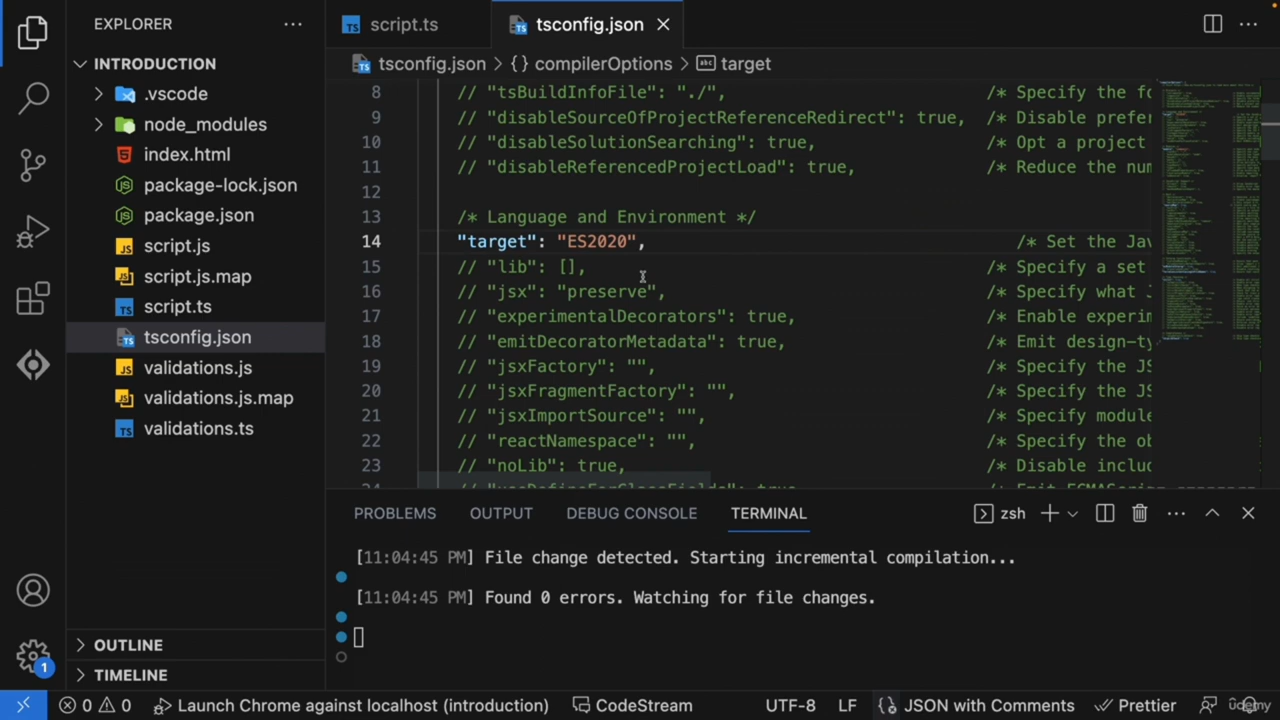 EXPLORER
script.ts
tsconfig.json
INTRODUCTION
tsconfig.json > {} compilerOptions > abc target
.vscode
node_modules
index.html
package-lock.json
package.json
script.js
script.js.map
script.ts
tsconfig.json
validations.js
validations.js.map
validations.ts
OUTLINE
TIMELINE
8 // "tsBuildInfoFile": "./", /* Specify the fo
9 // "disableSourceOfProjectReferenceRedirect": true, /* Disable prefer
10 // "disableSolutionSearching": true, /* Opt a project
11 // "disableReferencedProjectLoad": true, /* Reduce the num
12
13 /* Language and Environment */
14 "target": "ES2020", /* Set the Jav
15 // "lib": [], /* Specify a set
16 // "jsx": "preserve", /* Specify what J
17 // "experimentalDecorators": true, /* Enable experim
18 // "emitDecoratorMetadata": true, /* Emit design-ty
19 // "jsxFactory": "", /* Specify the JS
20 // "jsxFragmentFactory": "", /* Specify the JS
21 // "jsxImportSource": "", /* Specify module
22 // "reactNamespace": "", /* Specify the ob
23 // "noLib": true, /* Disable includ
PROBLEMS OUTPUT DEBUG CONSOLE TERMINAL zsh
[11:04:45 PM] File change detected. Starting incremental compilation...
[11:04:45 PM] Found 0 errors. Watching for file changes.
1
0 0 Launch Chrome against localhost (introduction) CodeStream UTF-8 LF JSON with Comments Prettier
udemy